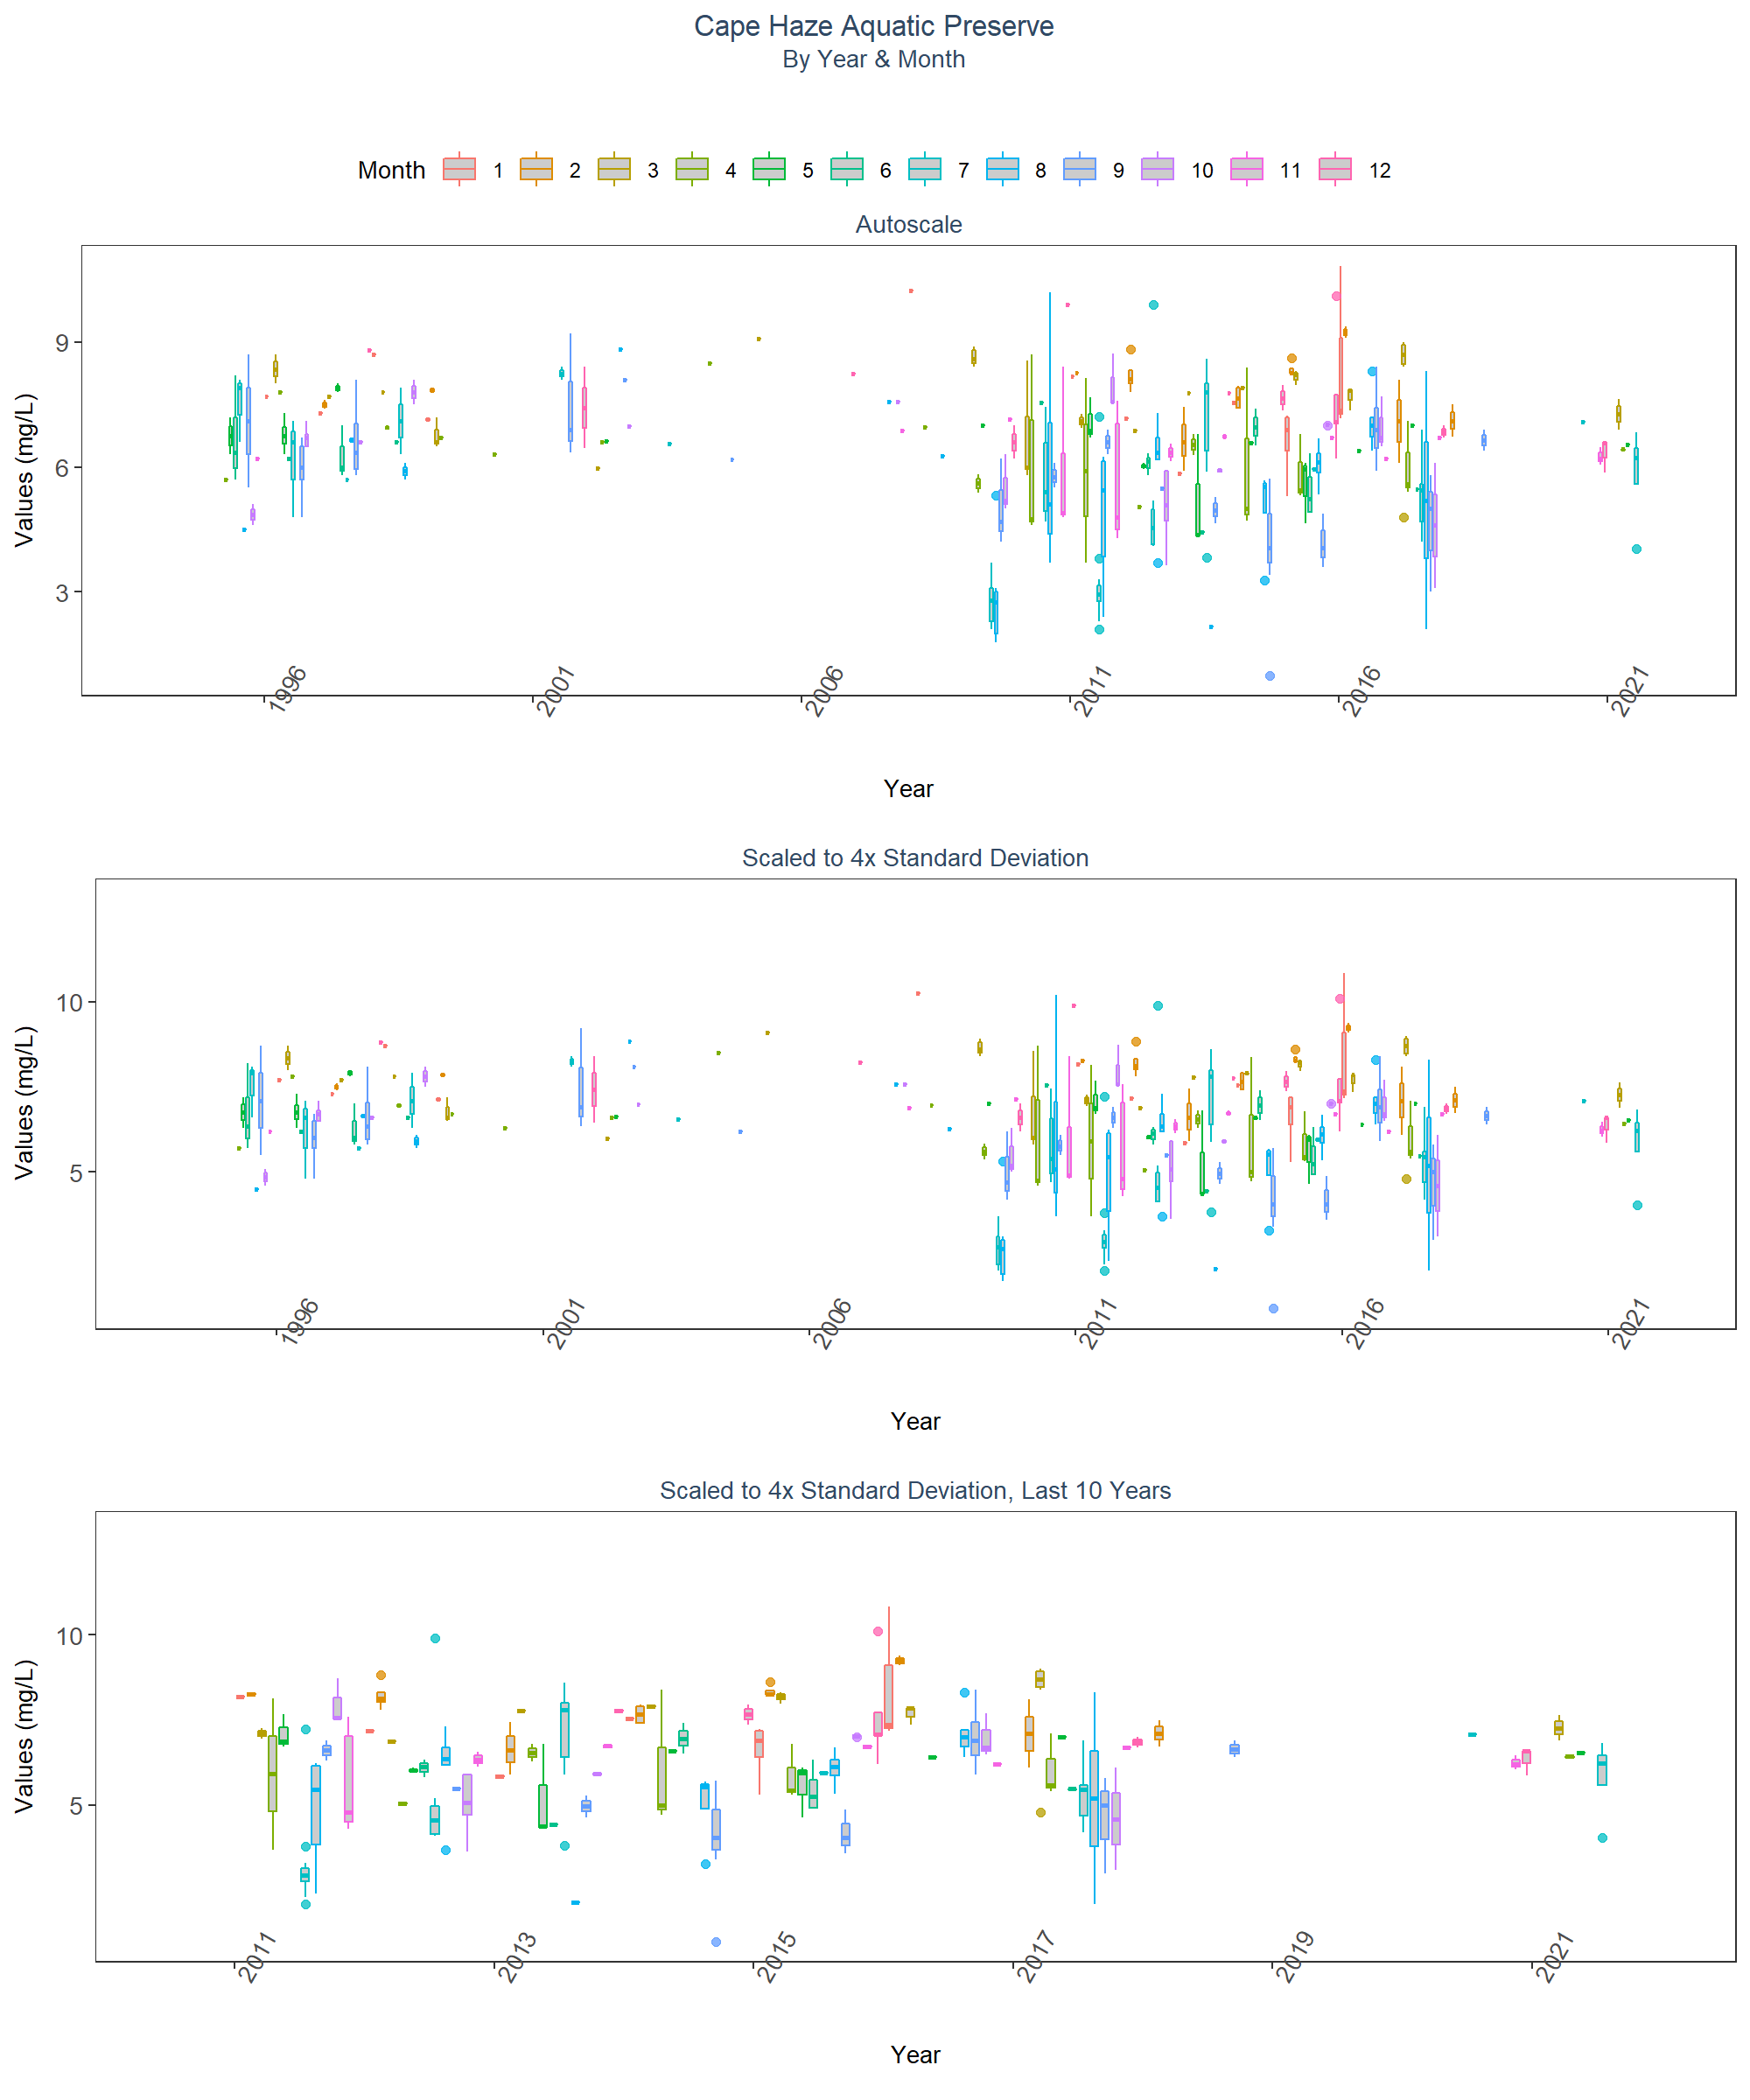 Cape Haze Aquatic Preserve
By Year & Month
Month 1 2 3 4 5 6 7 8 9 10 11 12
Autoscale
Values (mg/L)
9
6
3
1996 2001 2006 2011 2016 2021
Year
Scaled to 4x Standard Deviation
Values (mg/L)
10
5
1996 2001 2006 2011 2016 2021
Year
Scaled to 4x Standard Deviation, Last 10 Years
Values (mg/L)
10
5
2011 2013 2015 2017 2019 2021
Year